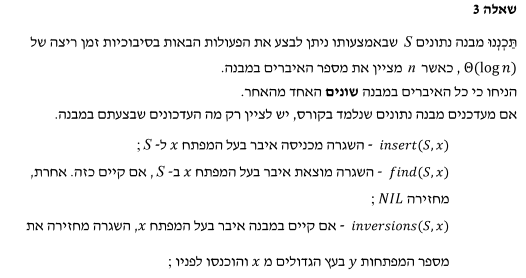 שאלה 3
תַּכְנְנוּ מבנה נתונים S שבאמצעותו ניתן לבצע את הפעולות הבאות בסיבוכיות זמן ריצה של
Θ(log n) , כאשר n מציין את מספר האיברים במבנה.
הניחו כי כל האיברים במבנה שונים האחד מהאחר.
אם מעדכנים מבנה נתונים שנלמד בקורס, יש לציין רק מה העדכונים שבצעתם במבנה.
insert(S,x) - השגרה מכניסה איבר בעל המפתח x ל- S ;
find(S,x) - השגרה מוצאת איבר בעל המפתח x ב- S , אם קיים כזה. אחרת,
מחזירה NIL ;
inversions(S,x) - אם קיים במבנה איבר בעל המפתח x, השגרה מחזירה את
מספר המפתחות y בעץ הגדולים מ x והוכנסו לפניו ;